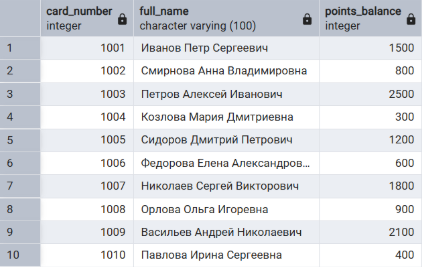 card_number full_name points_balance
integer character varying (100) integer
1 1001 Иванов Петр Сергеевич 1500
2 1002 Смирнова Анна Владимировна 800
3 1003 Петров Алексей Иванович 2500
4 1004 Козлова Мария Дмитриевна 300
5 1005 Сидоров Дмитрий Петрович 1200
6 1006 Федорова Елена Александров... 600
7 1007 Николаев Сергей Викторович 1800
8 1008 Орлова Ольга Игоревна 900
9 1009 Васильев Андрей Николаевич 2100
10 1010 Павлова Ирина Сергеевна 400